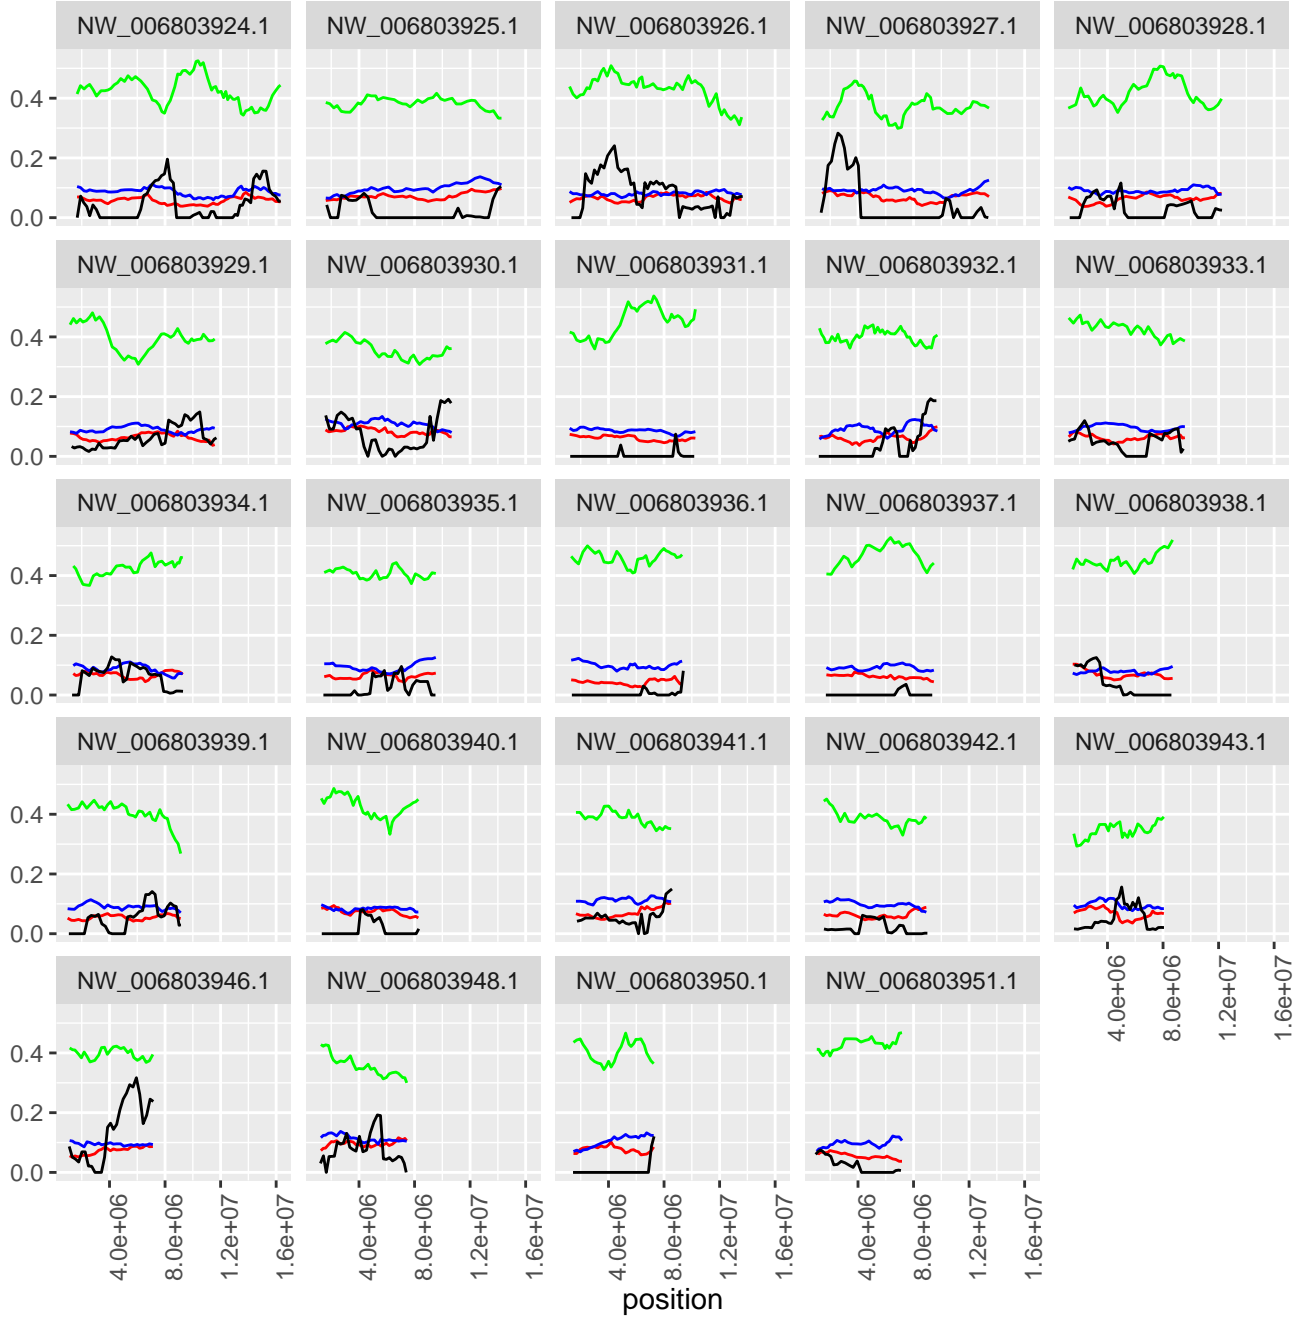 NW_006803924.1 NW_006803925.1 NW_006803926.1 NW_006803927.1 NW_006803928.1
0.4
0.2
0.0
NW_006803929.1 NW_006803930.1 NW_006803931.1 NW_006803932.1 NW_006803933.1
0.4
0.2
0.0
NW_006803934.1 NW_006803935.1 NW_006803936.1 NW_006803937.1 NW_006803938.1
0.4
0.2
0.0
NW_006803939.1 NW_006803940.1 NW_006803941.1 NW_006803942.1 NW_006803943.1
0.4
0.2
0.0
4.0e+06 8.0e+06 1.2e+07 1.6e+07
NW_006803946.1 NW_006803948.1 NW_006803950.1 NW_006803951.1
0.4
0.2
0.0
4.0e+06 8.0e+06 1.2e+07 1.6e+07 4.0e+06 8.0e+06 1.2e+07 1.6e+07 4.0e+06 8.0e+06 1.2e+07 1.6e+07 4.0e+06 8.0e+06 1.2e+07 1.6e+07
position